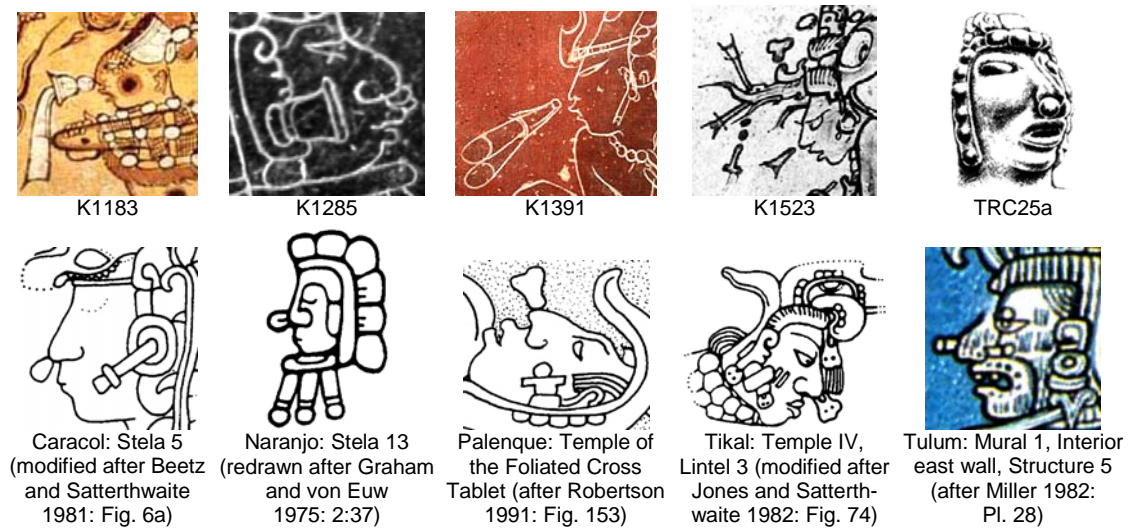 K1183
K1285
K1391
K1523
TRC25a
Caracol: Stela 5
(modified after Beetz
and Satterthwaite
1981: Fig. 6a)
Naranjo: Stela 13
(redrawn after Graham
and von Euw
1975: 2:37)
Palenque: Temple of
the Foliated Cross
Tablet (after Robertson
1991: Fig. 153)
Tikal: Temple IV,
Lintel 3 (modified after
Jones and Satterth-
waite 1982: Fig. 74)
Tulum: Mural 1, Interior
east wall, Structure 5
(after Miller 1982:
Pl. 28)